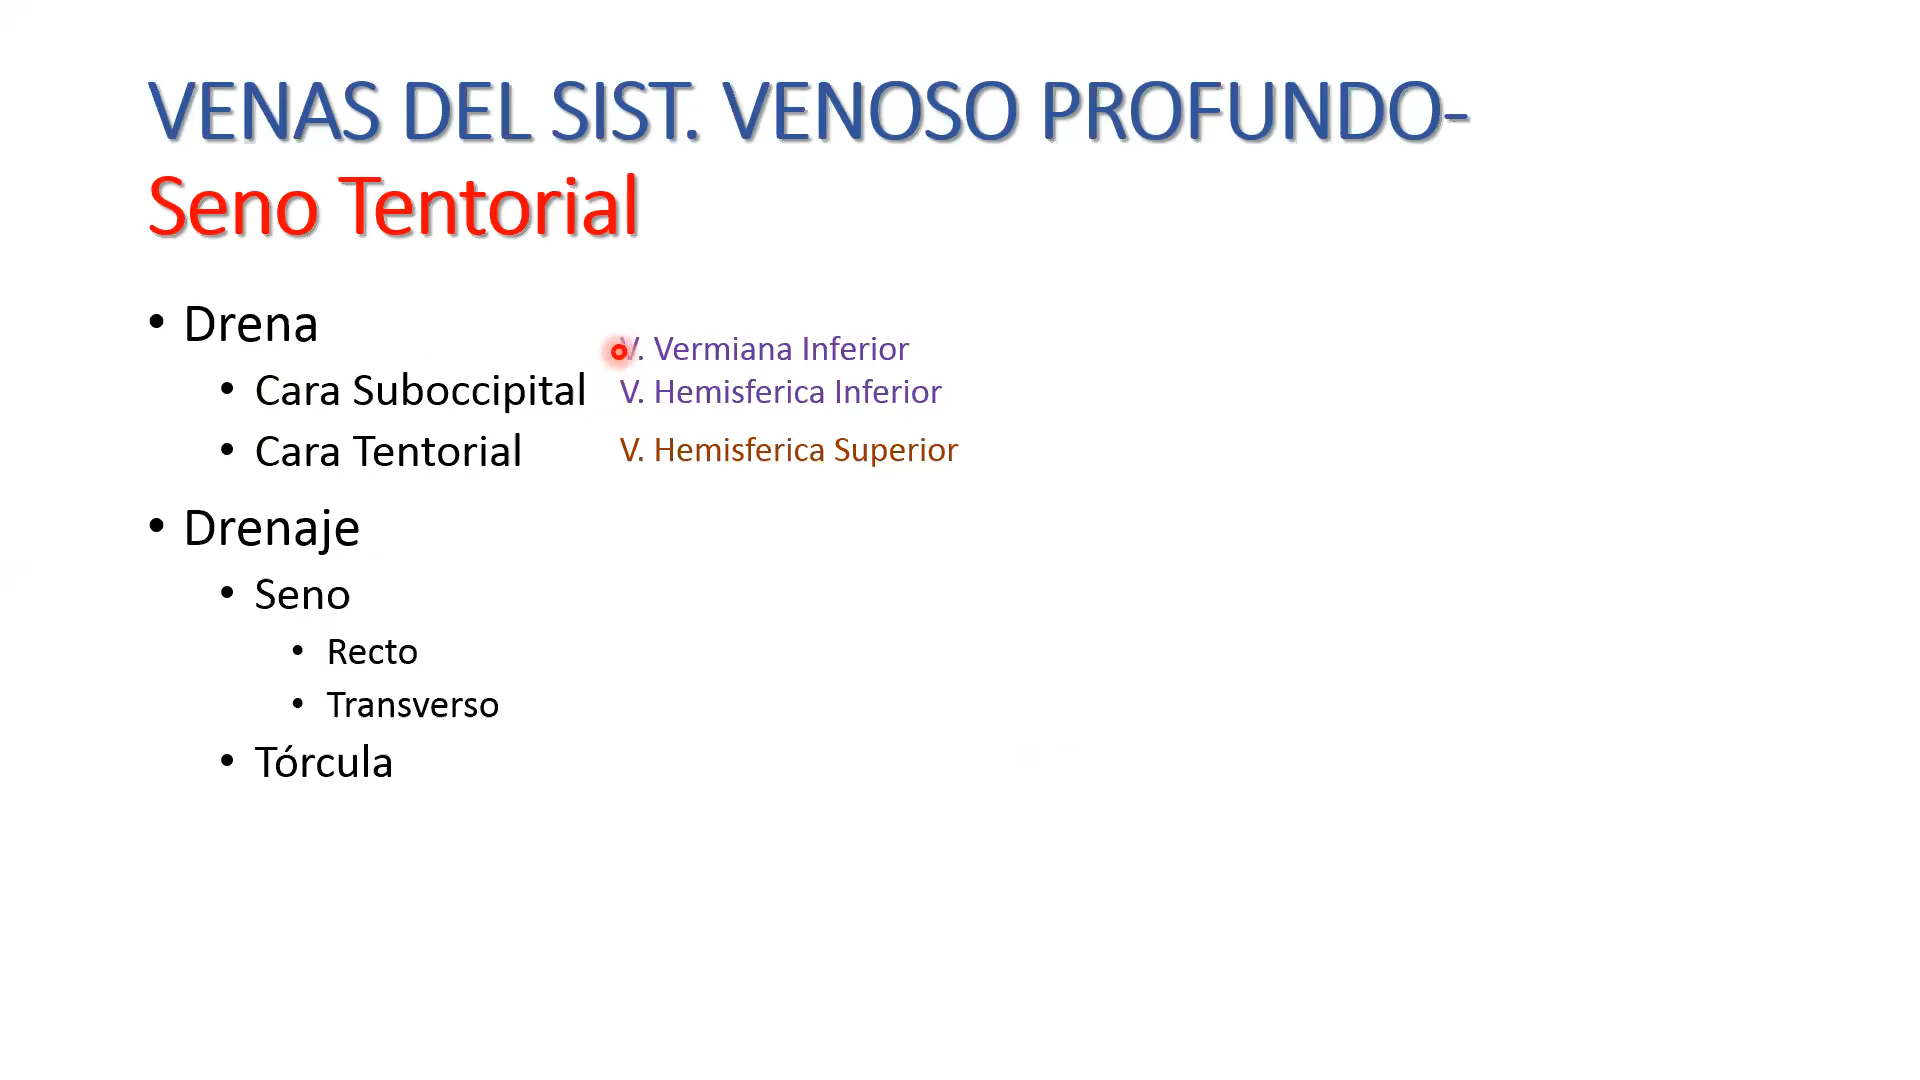 VENAS DEL SIST. VENOSO PROFUNDO-
Seno Tentorial
• Drena
V. Vermiana Inferior
• Cara Suboccipital V. Hemisferica Inferior
• Cara Tentorial V. Hemisferica Superior
• Drenaje
• Seno
• Recto
• Transverso
• Tórcula